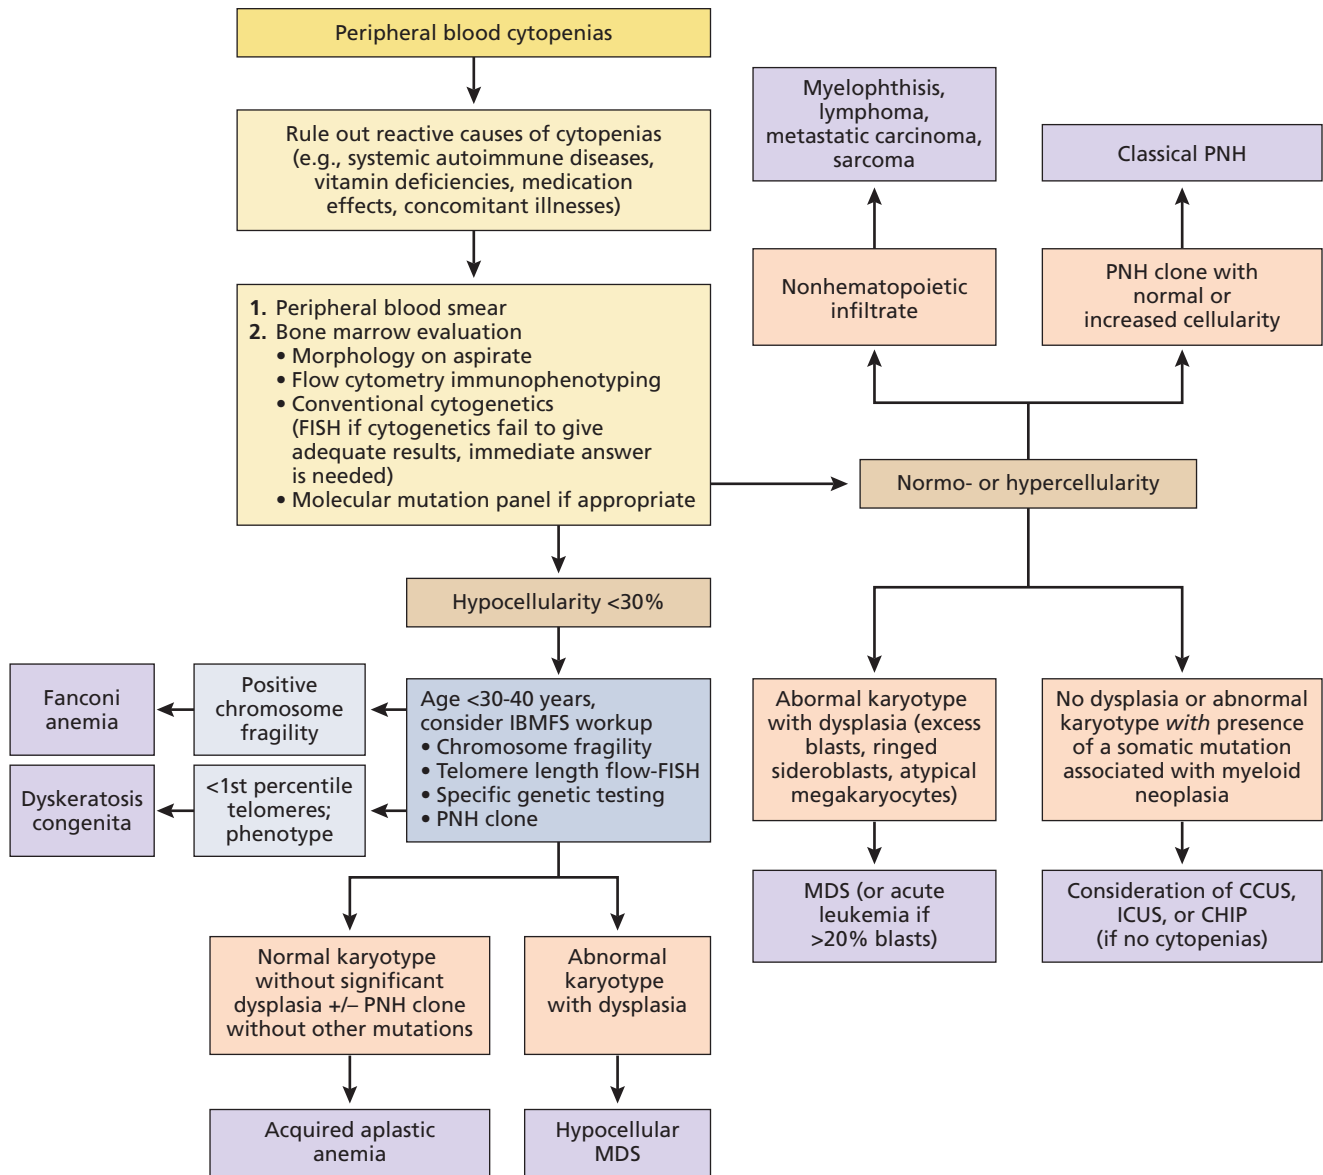 Peripheral blood cytopenias
Rule out reactive causes of cytopenias
(e.g., systemic autoimmune diseases,
vitamin deficiencies, medication
effects, concomitant illnesses)
1. Peripheral blood smear
2. Bone marrow evaluation
• Morphology on aspirate
• Flow cytometry immunophenotyping
• Conventional cytogenetics
(FISH if cytogenetics fail to give
adequate results, immediate answer
is needed)
• Molecular mutation panel if appropriate
Myelophthisis,
lymphoma,
metastatic carcinoma,
sarcoma
Classical PNH
Nonhematopoietic
infiltrate
PNH clone with
normal or
increased cellularity
Normo- or hypercellularity
Hypocellularity <30%
Fanconi
anemia
Positive
chromosome
fragility
Age <30-40 years,
consider IBMFS workup
• Chromosome fragility
• Telomere length flow-FISH
• Specific genetic testing
• PNH clone
Dyskeratosis
congenita
<1st percentile
telomeres;
phenotype
Abormal karyotype
with dysplasia (excess
blasts, ringed
sideroblasts, atypical
megakaryocytes)
No dysplasia or abnormal
karyotype with presence
of a somatic mutation
associated with myeloid
neoplasia
MDS (or acute
leukemia if
>20% blasts)
Consideration of CCUS,
ICUS, or CHIP
(if no cytopenias)
Normal karyotype
without significant
dysplasia +/– PNH clone
without other mutations
Abnormal
karyotype
with dysplasia
Acquired aplastic
anemia
Hypocellular
MDS